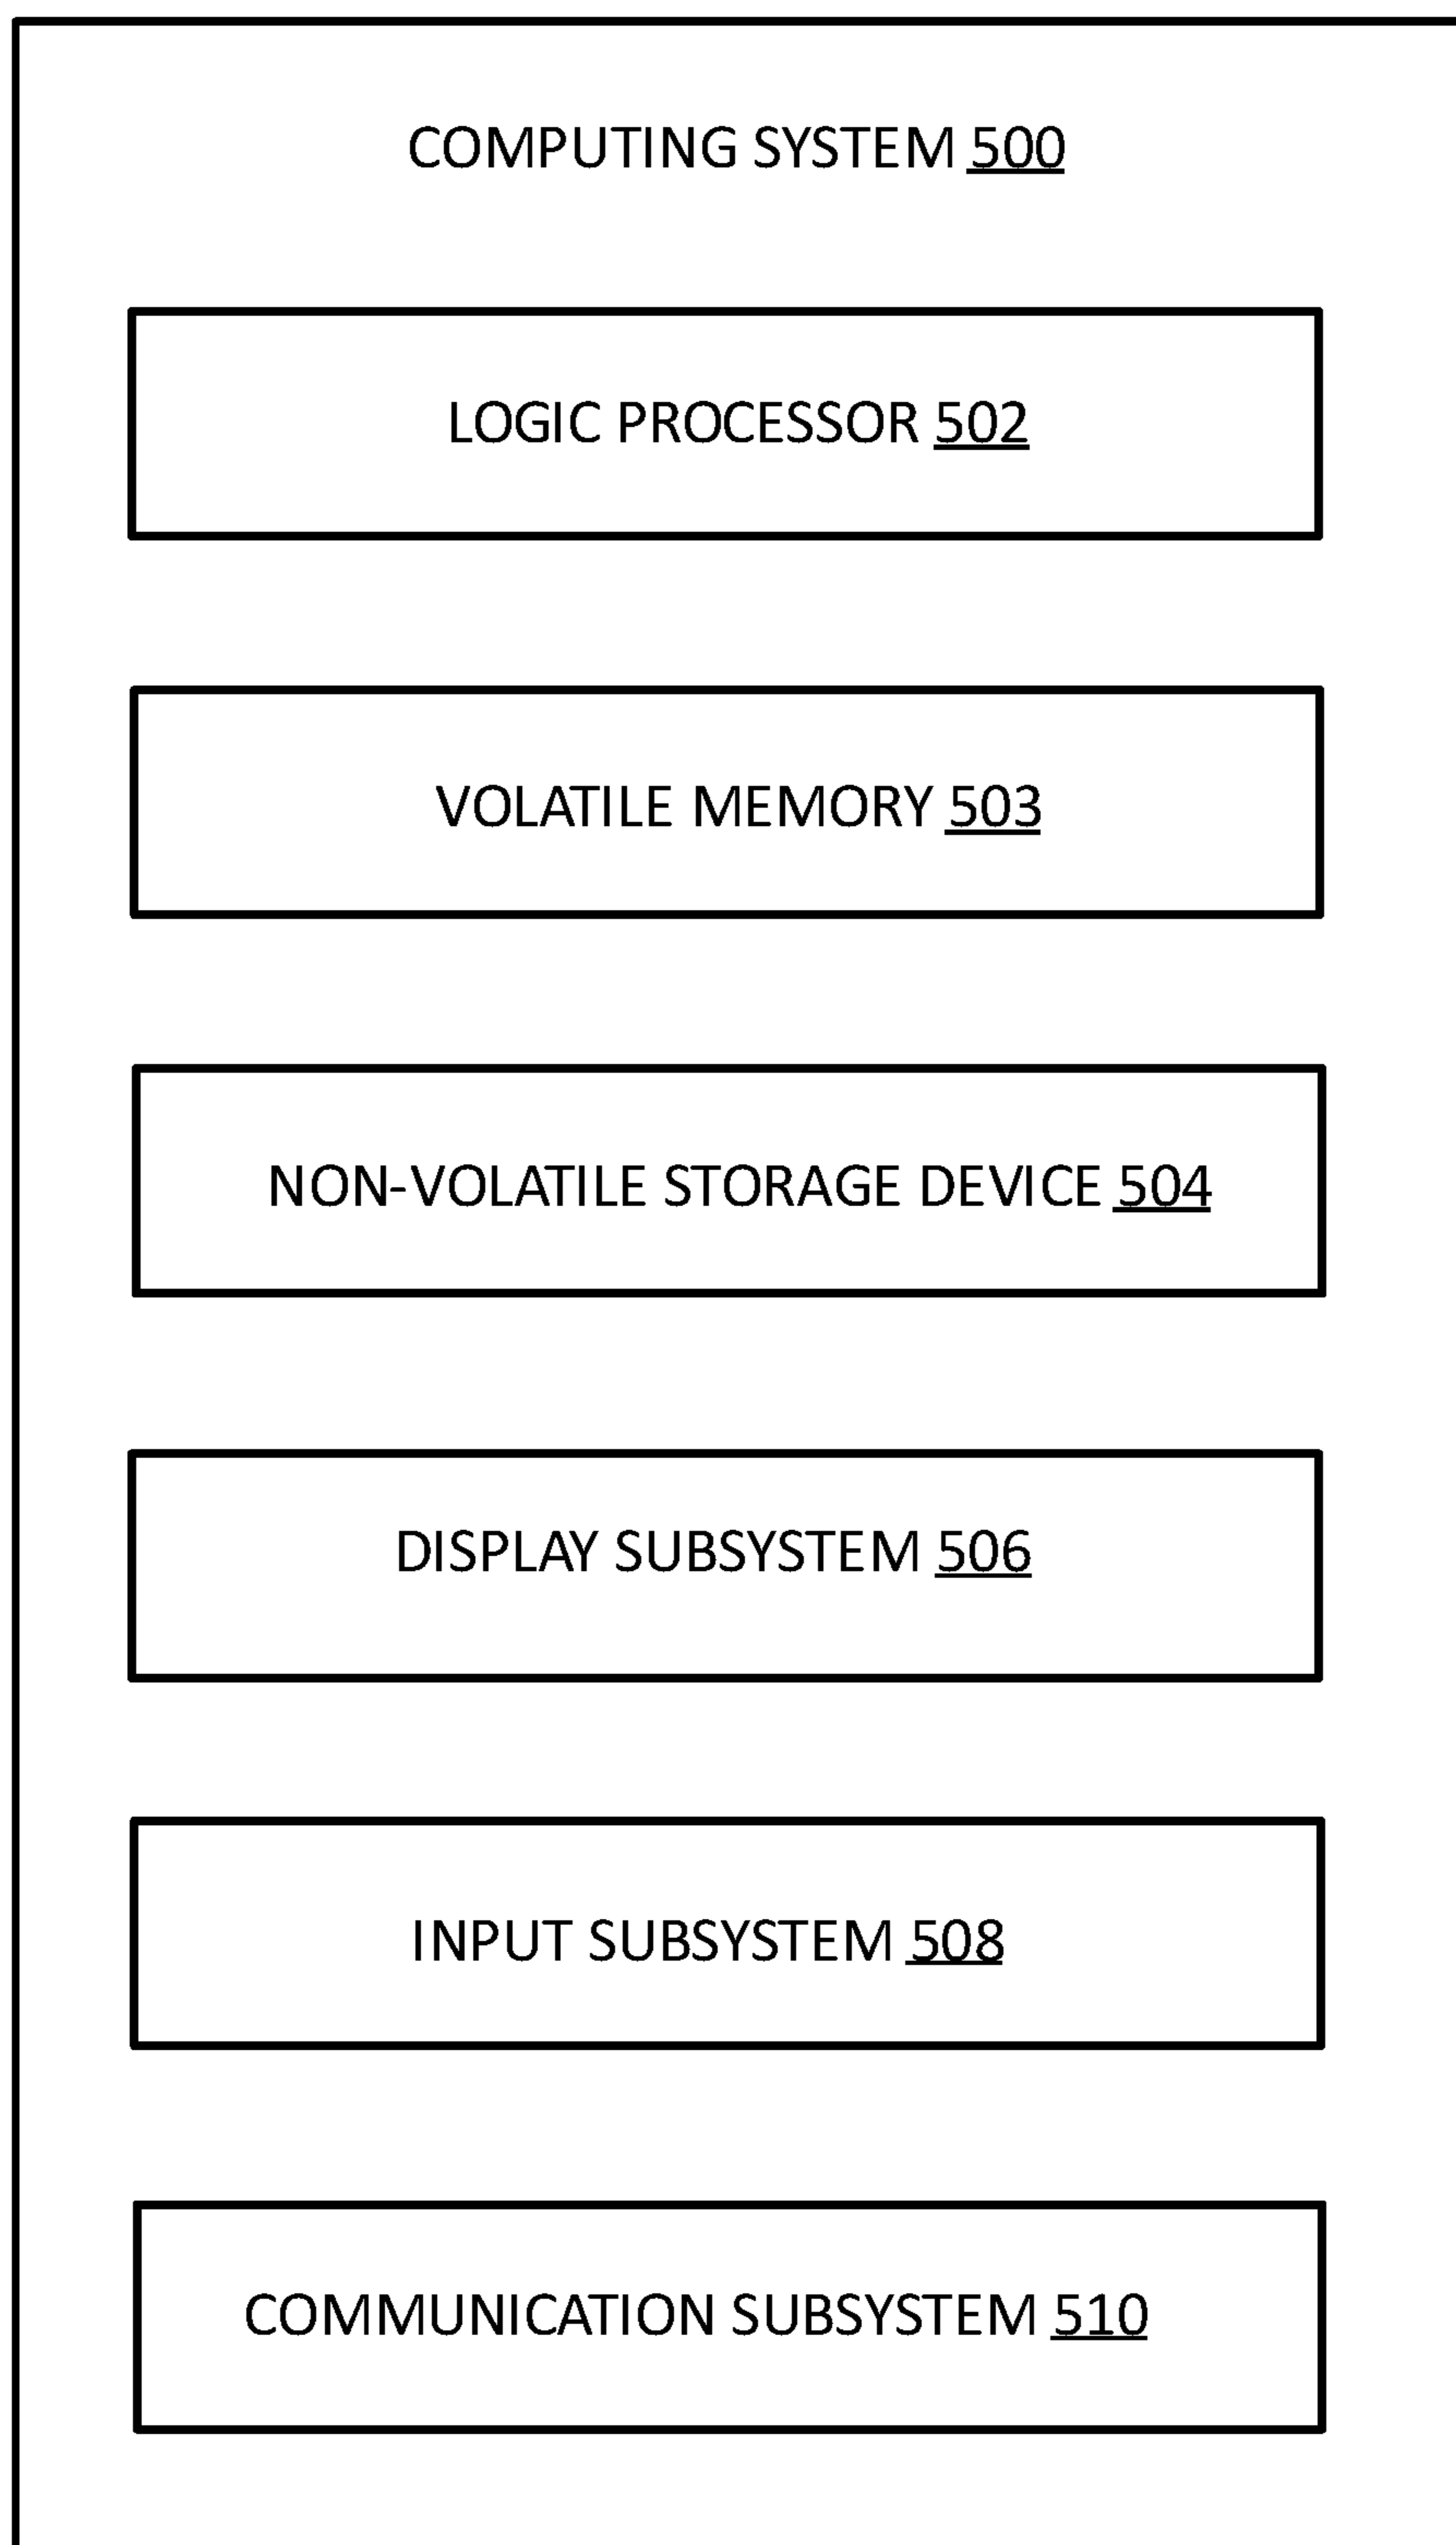 COMPUTING SYSTEM 500
LOGIC PROCESSOR 502
VOLATILE MEMORY 503
NON-VOLATILE STORAGE DEVICE 504
DISPLAY SUBSYSTEM 506
INPUT SUBSYSTEM 508
COMMUNICATION SUBSYSTEM 510